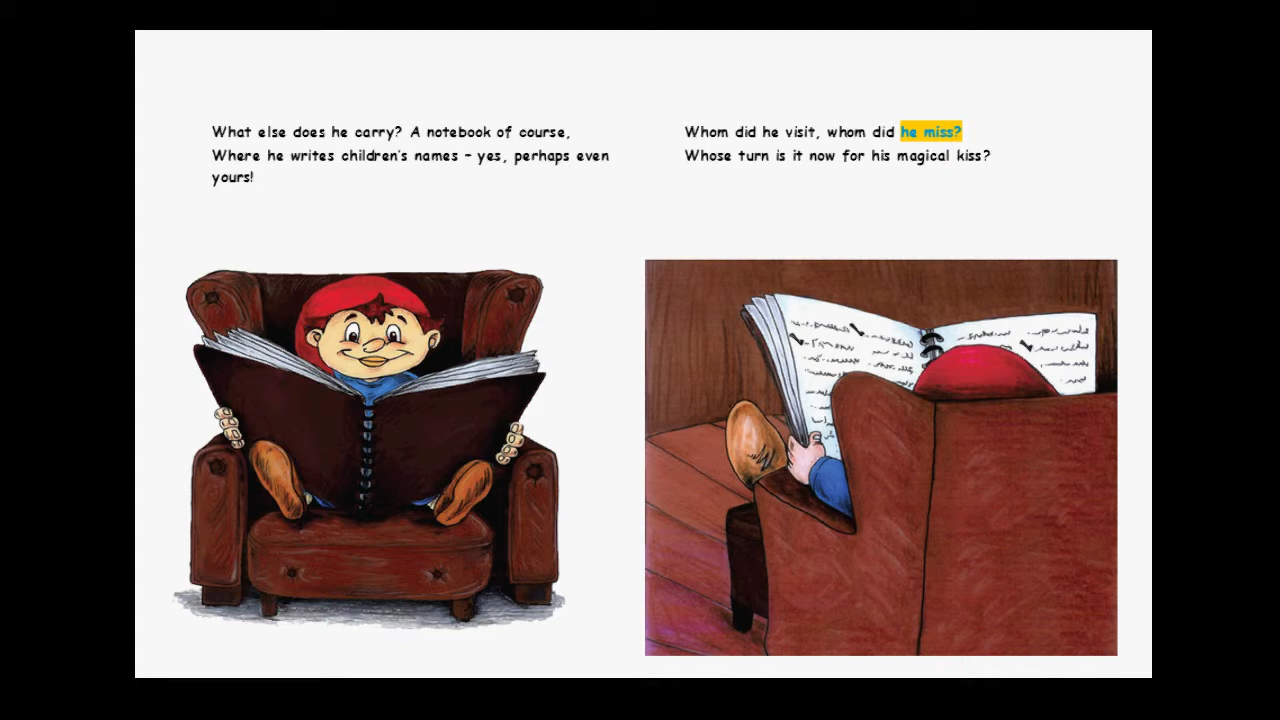 What else does he carry? A notebook of course,
Where he writes children's names – yes, perhaps even
yours!
Whom did he visit, whom did he miss?
Whose turn is it now for his magical kiss?